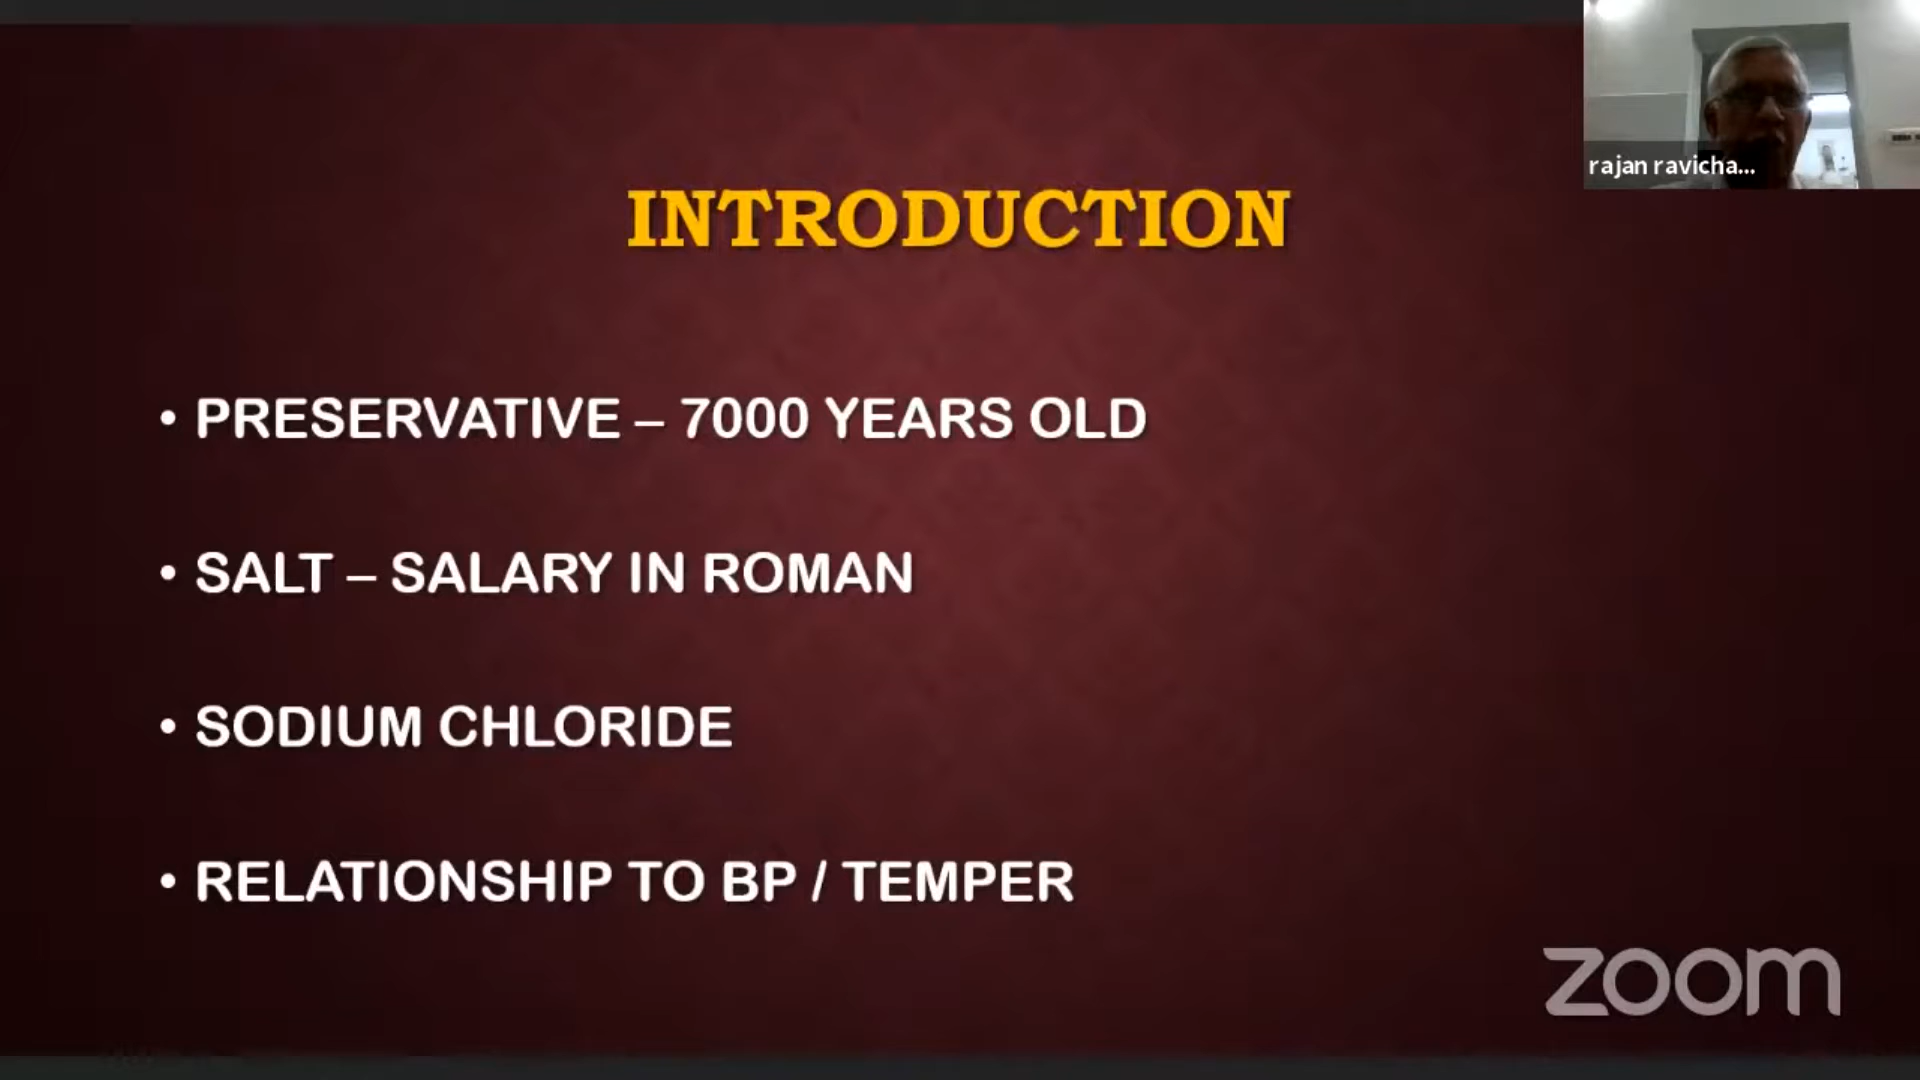 rajan ravicha...
INTRODUCTION
• PRESERVATIVE – 7000 YEARS OLD
• SALT – SALARY IN ROMAN
• SODIUM CHLORIDE
• RELATIONSHIP TO BP / TEMPER
zoom